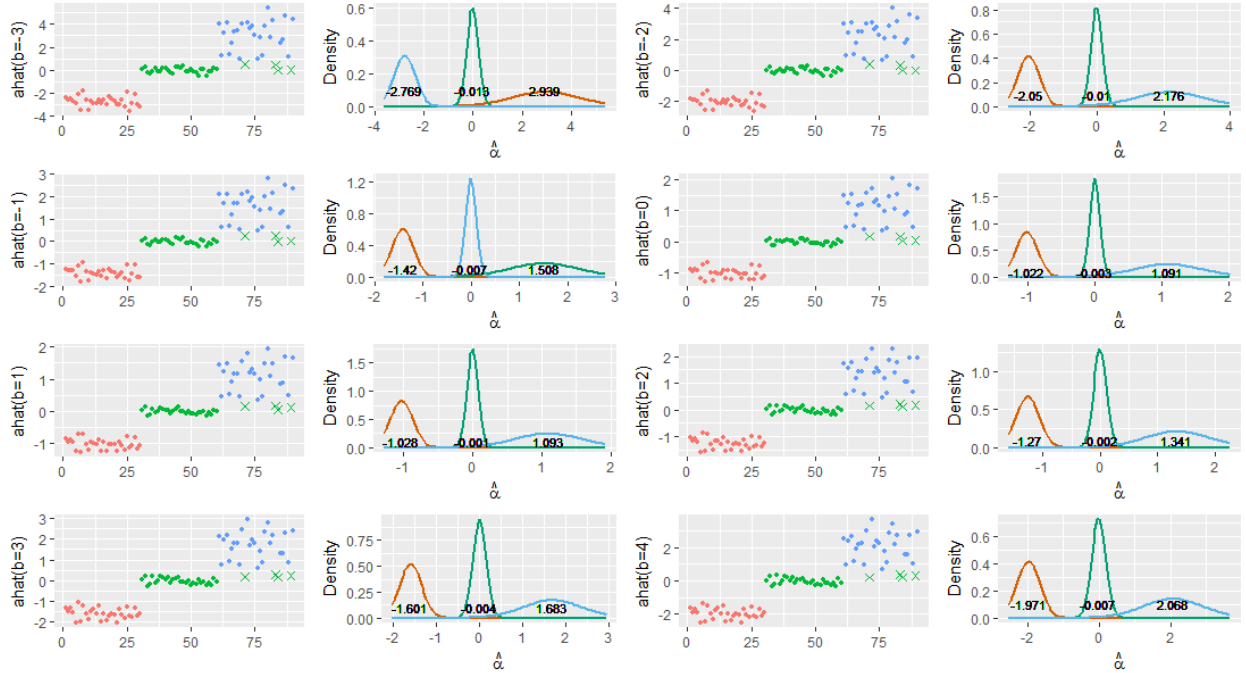 ahat(b=-3)
4
2
0
-2
-4
0 25 50 75
Density
0.6
0.4
0.2
0.0
-2.769 -0.013 2.939
-4 -2 0 2 4
α̂
ahat(b=-2)
4
2
0
-2
0 25 50 75
Density
0.8
0.6
0.4
0.2
0.0
-2.05 -0.01 2.176
-2 0 2 4
α̂
ahat(b=-1)
3
2
1
0
-1
-2
0 25 50 75
Density
1.2
0.8
0.4
0.0
-1.42 -0.007 1.508
-2 -1 0 1 2 3
α̂
ahat(b=0)
2
1
0
-1
0 25 50 75
Density
1.5
1.0
0.5
0.0
-1.022 -0.003 1.091
-1 0 1 2
α̂
ahat(b=1)
2
1
0
-1
0 25 50 75
Density
1.5
1.0
0.5
0.0
-1.028 -0.001 1.093
-1 0 1 2
α̂
ahat(b=2)
2
1
0
-1
0 25 50 75
Density
1.0
0.5
0.0
-1.27 -0.002 1.341
-1 0 1 2
α̂
ahat(b=3)
3
2
1
0
-1
-2
0 25 50 75
Density
0.75
0.50
0.25
0.00
-1.601 -0.004 1.683
-2 -1 0 1 2 3
α̂
ahat(b=4)
2
0
-2
0 25 50 75
Density
0.6
0.4
0.2
0.0
-1.971 -0.007 2.068
-2 0 2
α̂